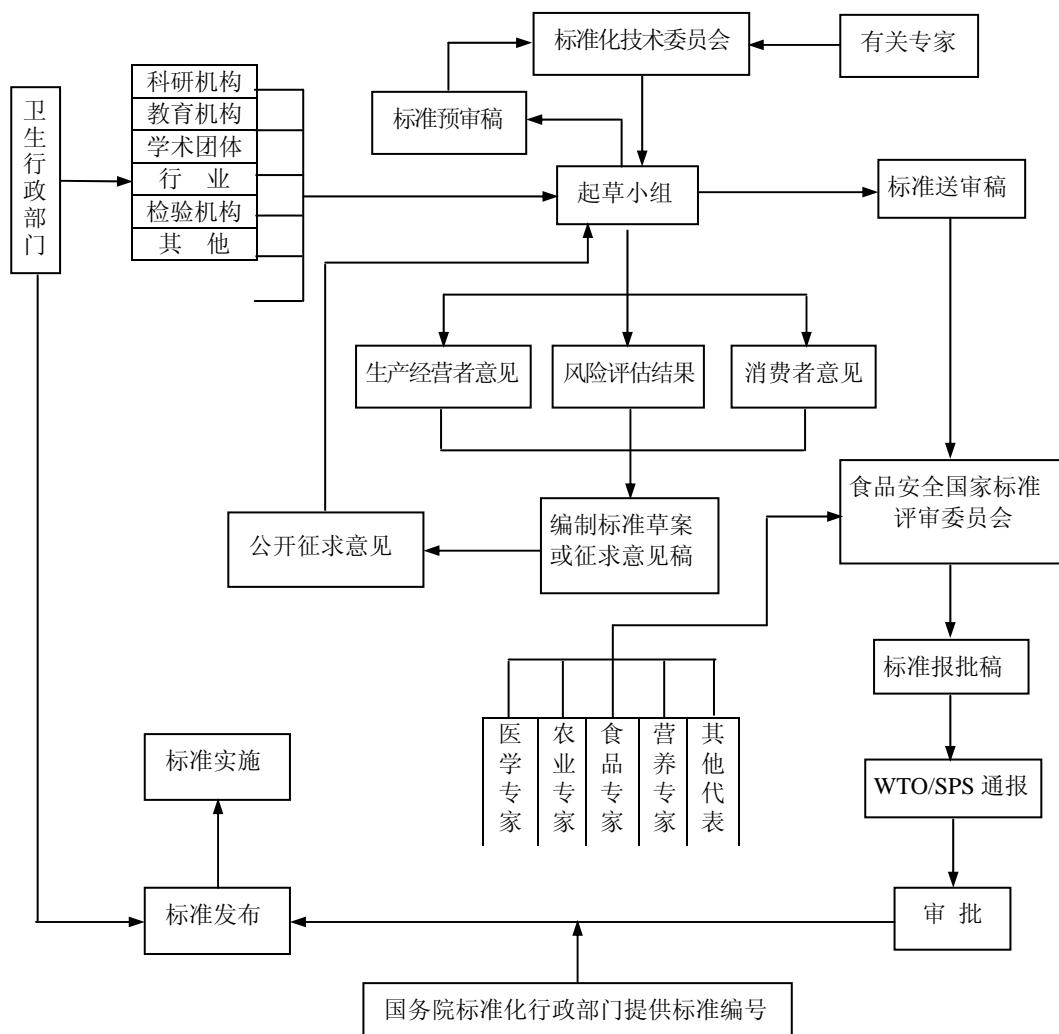 标准化技术委员会
有关专家
卫生行政部门
科研机构
教育机构
学术团体
行 业
检验机构
其 他
标准预审稿
起草小组
标准送审稿
生产经营者意见
风险评估结果
消费者意见
食品安全国家标准
评审委员会
公开征求意见
编制标准草案
或征求意见稿
标准报批稿
医学专家
农业专家
食品专家
营养专家
其他代表
标准实施
WTO/SPS 通报
标准发布
审 批
国务院标准化行政部门提供标准编号